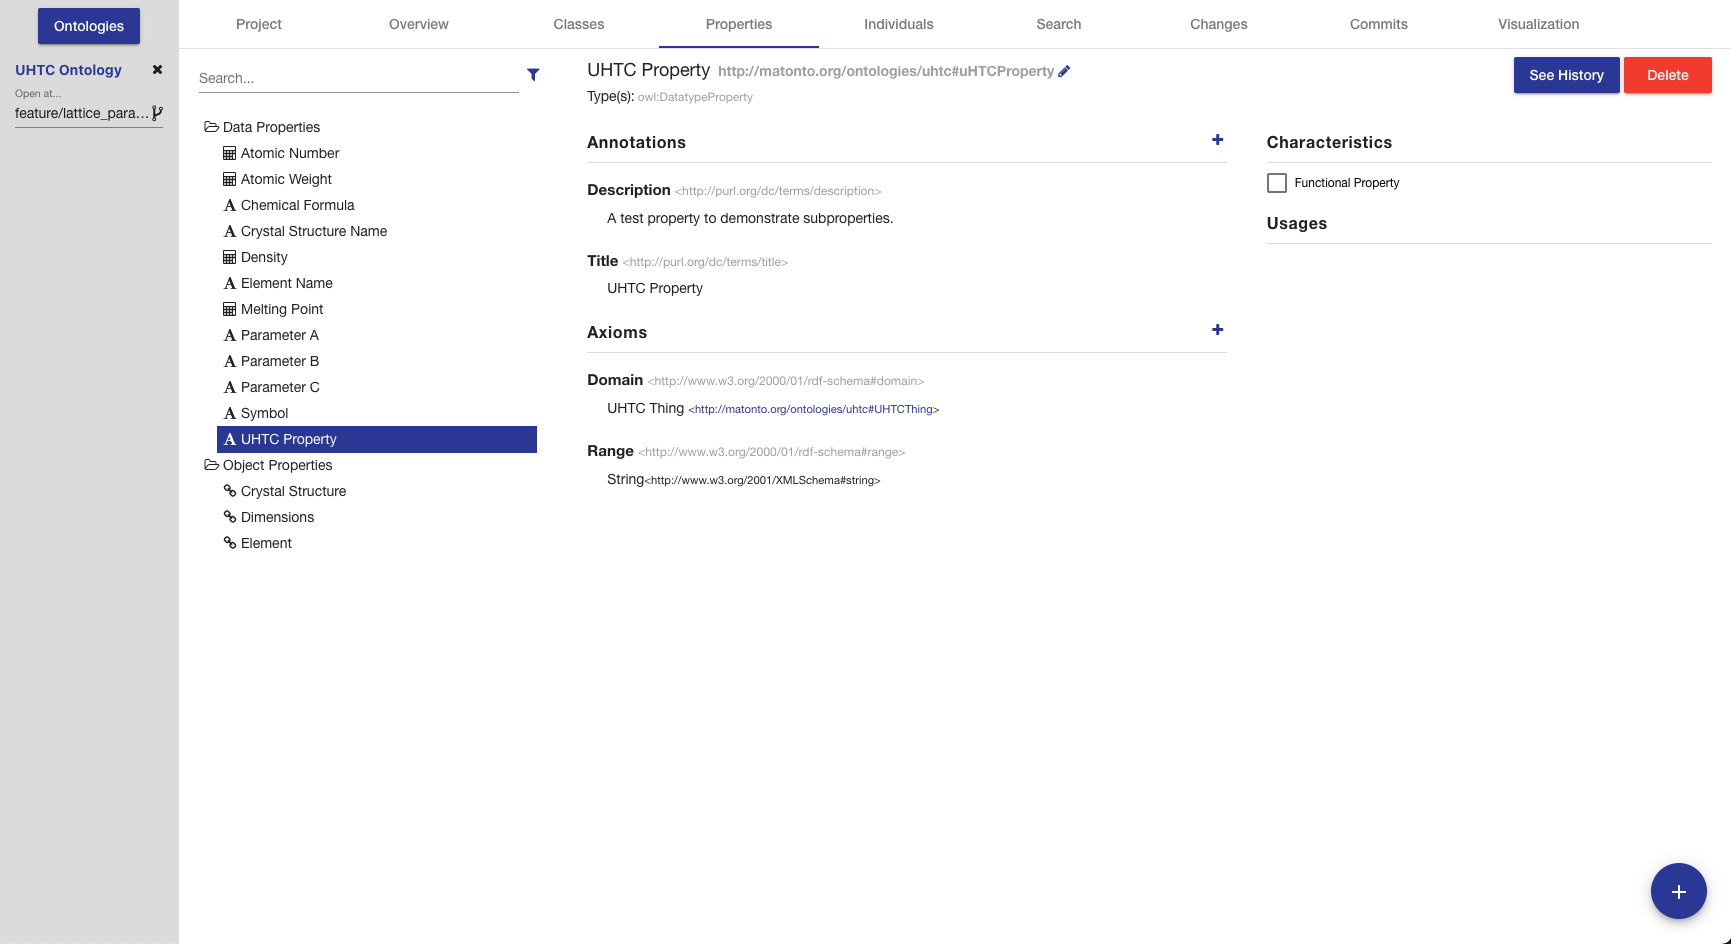 Ontologies
UHTC Ontology
Open at...
feature/lattice_para...
Project Overview Classes Properties Individuals Search Changes Commits Visualization
Search...
Data Properties
Atomic Number
Atomic Weight
Chemical Formula
Crystal Structure Name
Density
Element Name
Melting Point
Parameter A
Parameter B
Parameter C
Symbol
UHTC Property
Object Properties
Crystal Structure
Dimensions
Element
UHTC Property http://matonto.org/ontologies/uhtc#uHTCProperty
Type(s): owl:DatatypeProperty
See History Delete
Annotations
Description <http://purl.org/dc/terms/description>
A test property to demonstrate subproperties.
Title <http://purl.org/dc/terms/title>
UHTC Property
Axioms
Domain <http://www.w3.org/2000/01/rdf-schema#domain>
UHTC Thing <http://matonto.org/ontologies/uhtc#UHTCThing>
Range <http://www.w3.org/2000/01/rdf-schema#range>
String<http://www.w3.org/2001/XMLSchema#string>
Characteristics
Functional Property
Usages